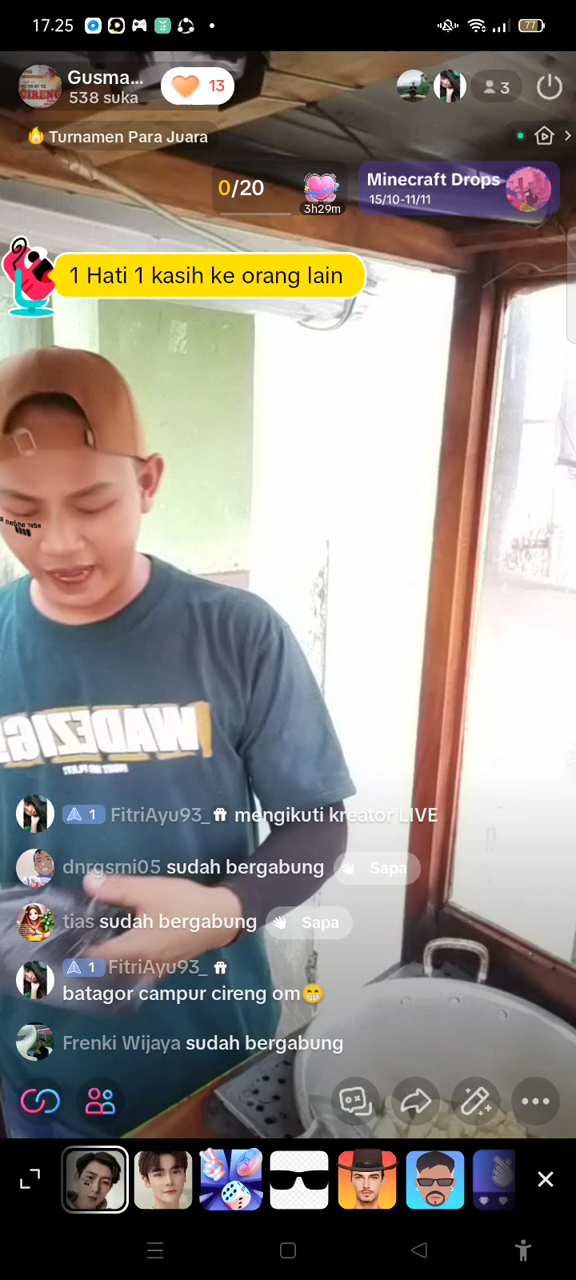 17.25
77
Gusma...
538 suka
13
3
Turnamen Para Juara
0/20
3h29m
Minecraft Drops
15/10-11/11
1 Hati 1 kasih ke orang lain
WADEZIG!
1 FitriAyu93_ mengikuti kreator LIVE
dnrgsrni05 sudah bergabung Sapa
tias sudah bergabung Sapa
1 FitriAyu93_
batagor campur cireng om😁
Frenki Wijaya sudah bergabung